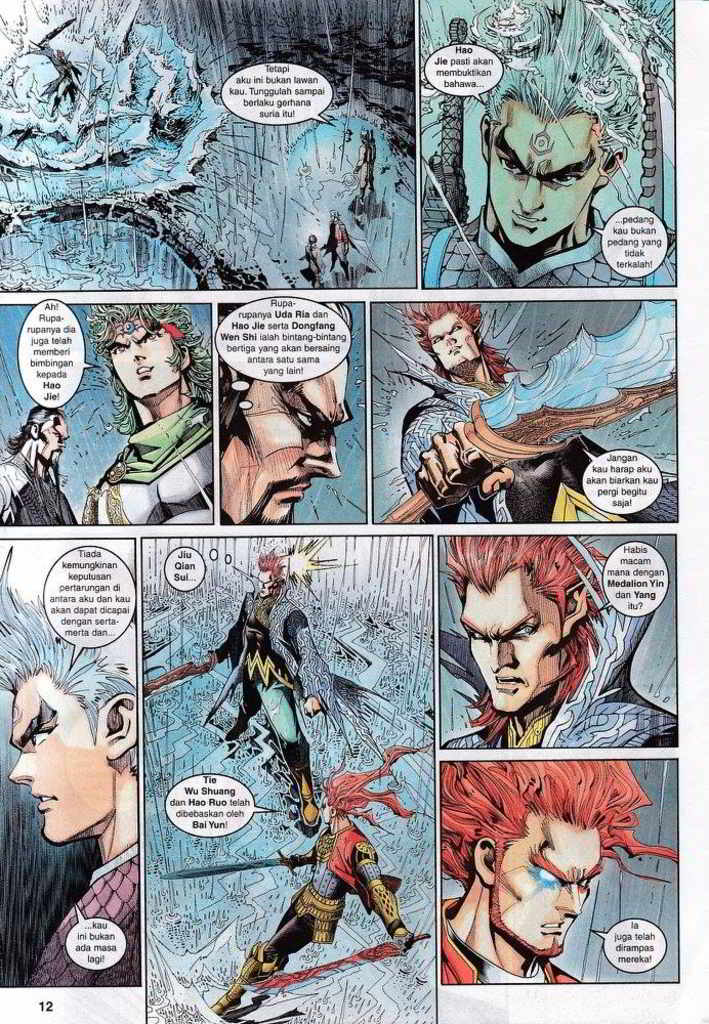 Tetapi
aku ini bukan lawan
kau. Tunggulah sampai
berlaku gerhana
suria itu!
Hao
Jie pasti akan
membuktikan
bahawa...
...pedang
kau bukan
pedang yang
tidak
terkalah!
Ah!
Rupa-
rupanya dia
juga telah
memberi
bimbingan
kepada
Hao
Jie!
Rupa-
rupanya Uda Ria dan
Hao Jie serta Dongfang
Wen Shi ialah bintang-bintang
bertiga yang akan bersaing
antara satu sama
yang lain!
Jangan
kau harap aku
akan biarkan kau
pergi begitu
saja!
Tiada
kemungkinan
keputusan
pertarungan di
antara aku dan kau
akan dapat dicapai
dengan serta-
merta dan...
...kau
ini bukan
ada masa
lagi!
Jiu
Qian
Sui...
Tie
Wu Shuang
dan Hao Ruo telah
dibebaskan oleh
Bai Yun!
Habis
macam
mana dengan
Medalion Yin
dan Yang
itu?
Ia
juga telah
dirampas
mereka!
12